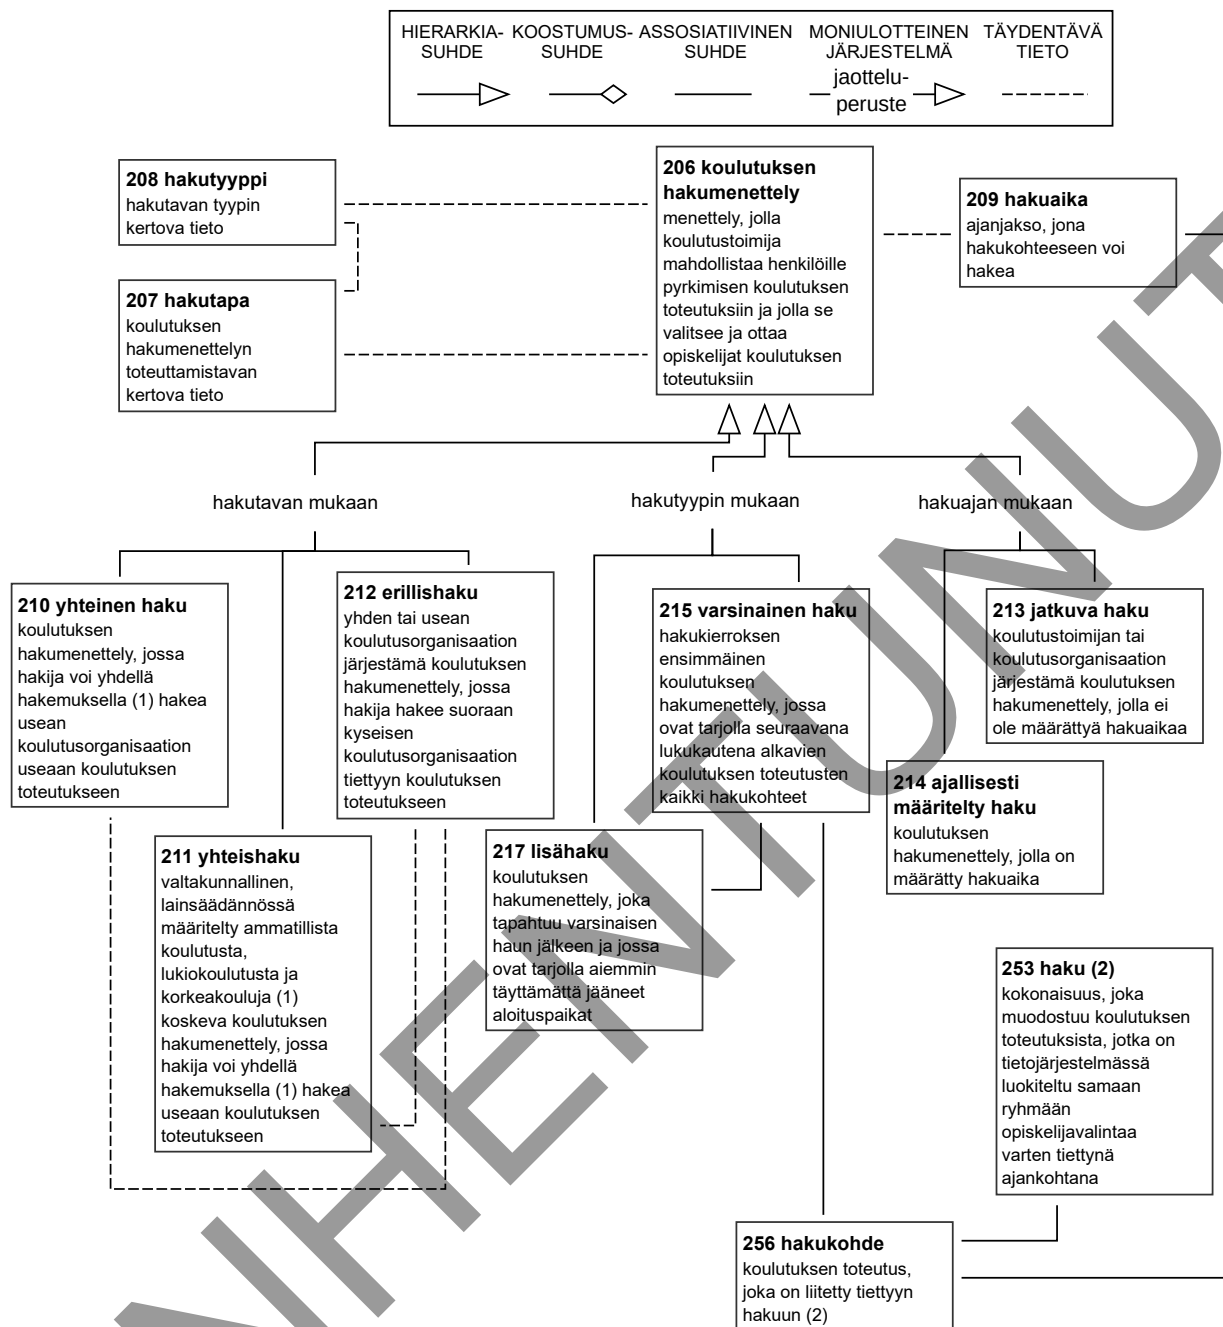 HIERARKIA-
SUHDE
KOOSTUMUS-
SUHDE
ASSOSIATIIVINEN
SUHDE
MONIULOTTEINEN
JÄRJESTELMÄ
jaottelu-
peruste
TÄYDENTÄVÄ
TIETO
208 hakutyyppi
hakutavan tyypin
kertova tieto
207 hakutapa
koulutuksen
hakumenettelyn
toteuttamistavan
kertova tieto
206 koulutuksen
hakumenettely
menettely, jolla
koulutustoimija
mahdollistaa henkilöille
pyrkimisen koulutuksen
toteutuksiin ja jolla se
valitsee ja ottaa
opiskelijat koulutuksen
toteutuksiin
209 hakuaika
ajanjakso, jona
hakukohteeseen voi
hakea
hakutavan mukaan
hakutyypin mukaan
hakuajan mukaan
210 yhteinen haku
koulutuksen
hakumenettely, jossa
hakija voi yhdellä
hakemuksella (1) hakea
usean
koulutusorganisaation
useaan koulutuksen
toteutukseen
212 erillishaku
yhden tai usean
koulutusorganisaation
järjestämä koulutuksen
hakumenettely, jossa
hakija hakee suoraan
kyseisen
koulutusorganisaation
tiettyyn koulutuksen
toteutukseen
215 varsinainen haku
hakukierroksen
ensimmäinen
koulutuksen
hakumenettely, jossa
ovat tarjolla seuraavana
lukukautena alkavien
koulutuksen toteutusten
kaikki hakukohteet
213 jatkuva haku
koulutustoimijan tai
koulutusorganisaation
järjestämä koulutuksen
hakumenettely, jolla ei
ole määrättyä hakuaikaa
214 ajallisesti
määritelty haku
koulutuksen
hakumenettely, jolla on
määrätty hakuaika
211 yhteishaku
valtakunnallinen,
lainsäädännössä
määritelty ammatillista
koulutusta,
lukiokoulutusta ja
korkeakouluja (1)
koskeva koulutuksen
hakumenettely, jossa
hakija voi yhdellä
hakemuksella (1) hakea
useaan koulutuksen
toteutukseen
217 lisähaku
koulutuksen
hakumenettely, joka
tapahtuu varsinaisen
haun jälkeen ja jossa
ovat tarjolla aiemmin
täyttämättä jääneet
aloituspaikat
253 haku (2)
kokonaisuus, joka
muodostuu koulutuksen
toteutuksista, jotka on
tietojärjestelmässä
luokiteltu samaan
ryhmään
opiskelijavalintaa
varten tiettynä
ajankohtana
256 hakukohde
koulutuksen toteutus,
joka on liitetty tiettyyn
hakuun (2)